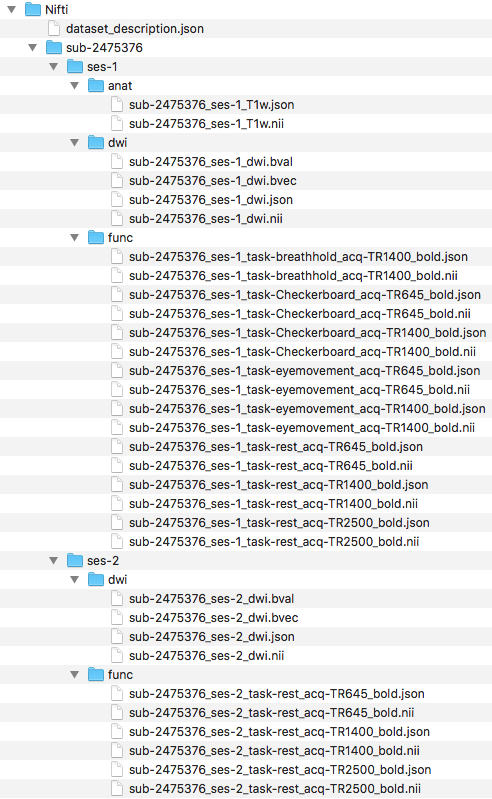 Nifti
dataset_description.json
sub-2475376
ses-1
anat
sub-2475376_ses-1_T1w.json
sub-2475376_ses-1_T1w.nii
dwi
sub-2475376_ses-1_dwi.bval
sub-2475376_ses-1_dwi.bvec
sub-2475376_ses-1_dwi.json
sub-2475376_ses-1_dwi.nii
func
sub-2475376_ses-1_task-breathhold_acq-TR1400_bold.json
sub-2475376_ses-1_task-breathhold_acq-TR1400_bold.nii
sub-2475376_ses-1_task-Checkerboard_acq-TR645_bold.json
sub-2475376_ses-1_task-Checkerboard_acq-TR645_bold.nii
sub-2475376_ses-1_task-Checkerboard_acq-TR1400_bold.json
sub-2475376_ses-1_task-Checkerboard_acq-TR1400_bold.nii
sub-2475376_ses-1_task-eyemovement_acq-TR645_bold.json
sub-2475376_ses-1_task-eyemovement_acq-TR645_bold.nii
sub-2475376_ses-1_task-eyemovement_acq-TR1400_bold.json
sub-2475376_ses-1_task-eyemovement_acq-TR1400_bold.nii
sub-2475376_ses-1_task-rest_acq-TR645_bold.json
sub-2475376_ses-1_task-rest_acq-TR645_bold.nii
sub-2475376_ses-1_task-rest_acq-TR1400_bold.json
sub-2475376_ses-1_task-rest_acq-TR1400_bold.nii
sub-2475376_ses-1_task-rest_acq-TR2500_bold.json
sub-2475376_ses-1_task-rest_acq-TR2500_bold.nii
ses-2
dwi
sub-2475376_ses-2_dwi.bval
sub-2475376_ses-2_dwi.bvec
sub-2475376_ses-2_dwi.json
sub-2475376_ses-2_dwi.nii
func
sub-2475376_ses-2_task-rest_acq-TR645_bold.json
sub-2475376_ses-2_task-rest_acq-TR645_bold.nii
sub-2475376_ses-2_task-rest_acq-TR1400_bold.json
sub-2475376_ses-2_task-rest_acq-TR1400_bold.nii
sub-2475376_ses-2_task-rest_acq-TR2500_bold.json
sub-2475376_ses-2_task-rest_acq-TR2500_bold.nii